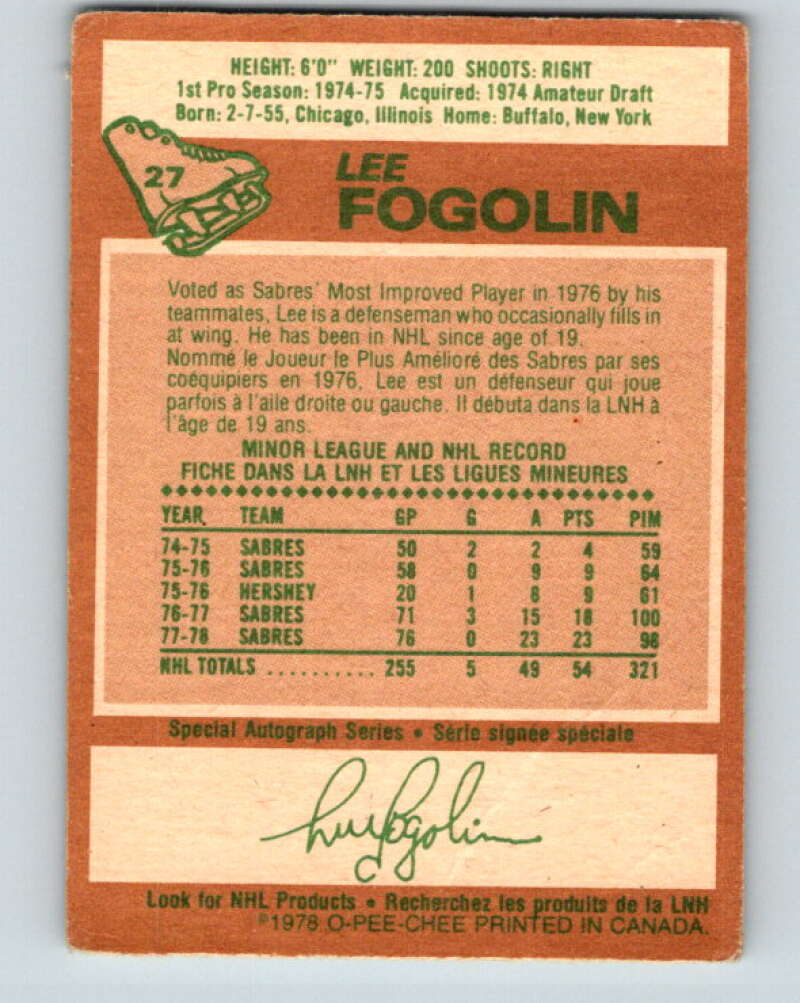 HEIGHT: 6'0" WEIGHT: 200 SHOOTS: RIGHT
1st Pro Season: 1974-75 Acquired: 1974 Amateur Draft
Born: 2-7-55, Chicago, Illinois Home: Buffalo, New York
27
LEE
FOGOLIN
Voted as Sabres' Most Improved Player in 1976 by his
teammates, Lee is a defenseman who occasionally fills in
at wing. He has been in NHL since age of 19.
Nommé le Joueur le Plus Amélioré des Sabres par ses
coéquipiers en 1976, Lee est un défenseur qui joue
parfois à l'aile droite ou gauche. Il débuta dans la LNH à
l'âge de 19 ans.
MINOR LEAGUE AND NHL RECORD
FICHE DANS LA LNH ET LES LIGUES MINEURES
YEAR TEAM GP G A PTS PIM
74-75 SABRES 50 2 2 4 59
75-76 SABRES 58 0 9 9 64
75-76 HERSHEY 20 1 8 9 61
76-77 SABRES 71 3 15 18 100
77-78 SABRES 76 0 23 23 98
NHL TOTALS .......... 255 5 49 54 321
Special Autograph Series • Série signée spéciale
Lee Fogolin
Look for NHL Products • Recherchez les produits de la LNH
©1978 O-PEE-CHEE PRINTED IN CANADA.